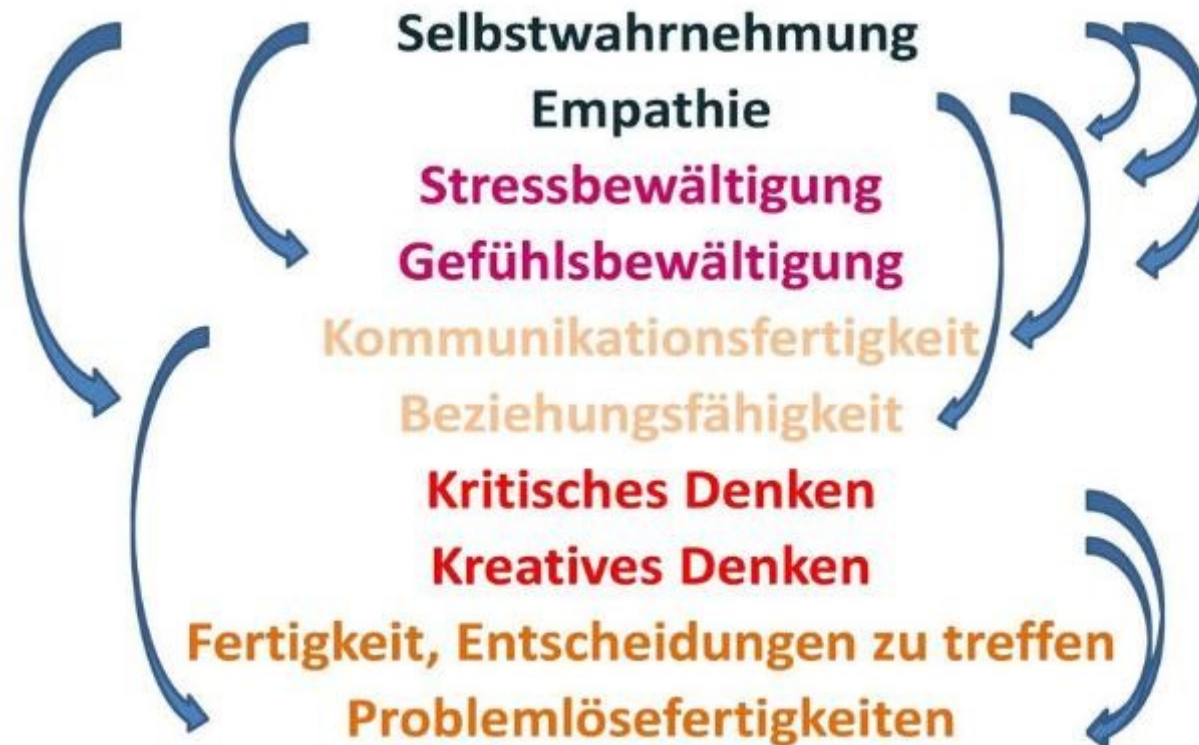 Selbstwahrnehmung
Empathie
Stressbewältigung
Gefühlsbewältigung
Kommunikationsfertigkeit
Beziehungsfähigkeit
Kritisches Denken
Kreatives Denken
Fertigkeit, Entscheidungen zu treffen
Problemlösefertigkeiten